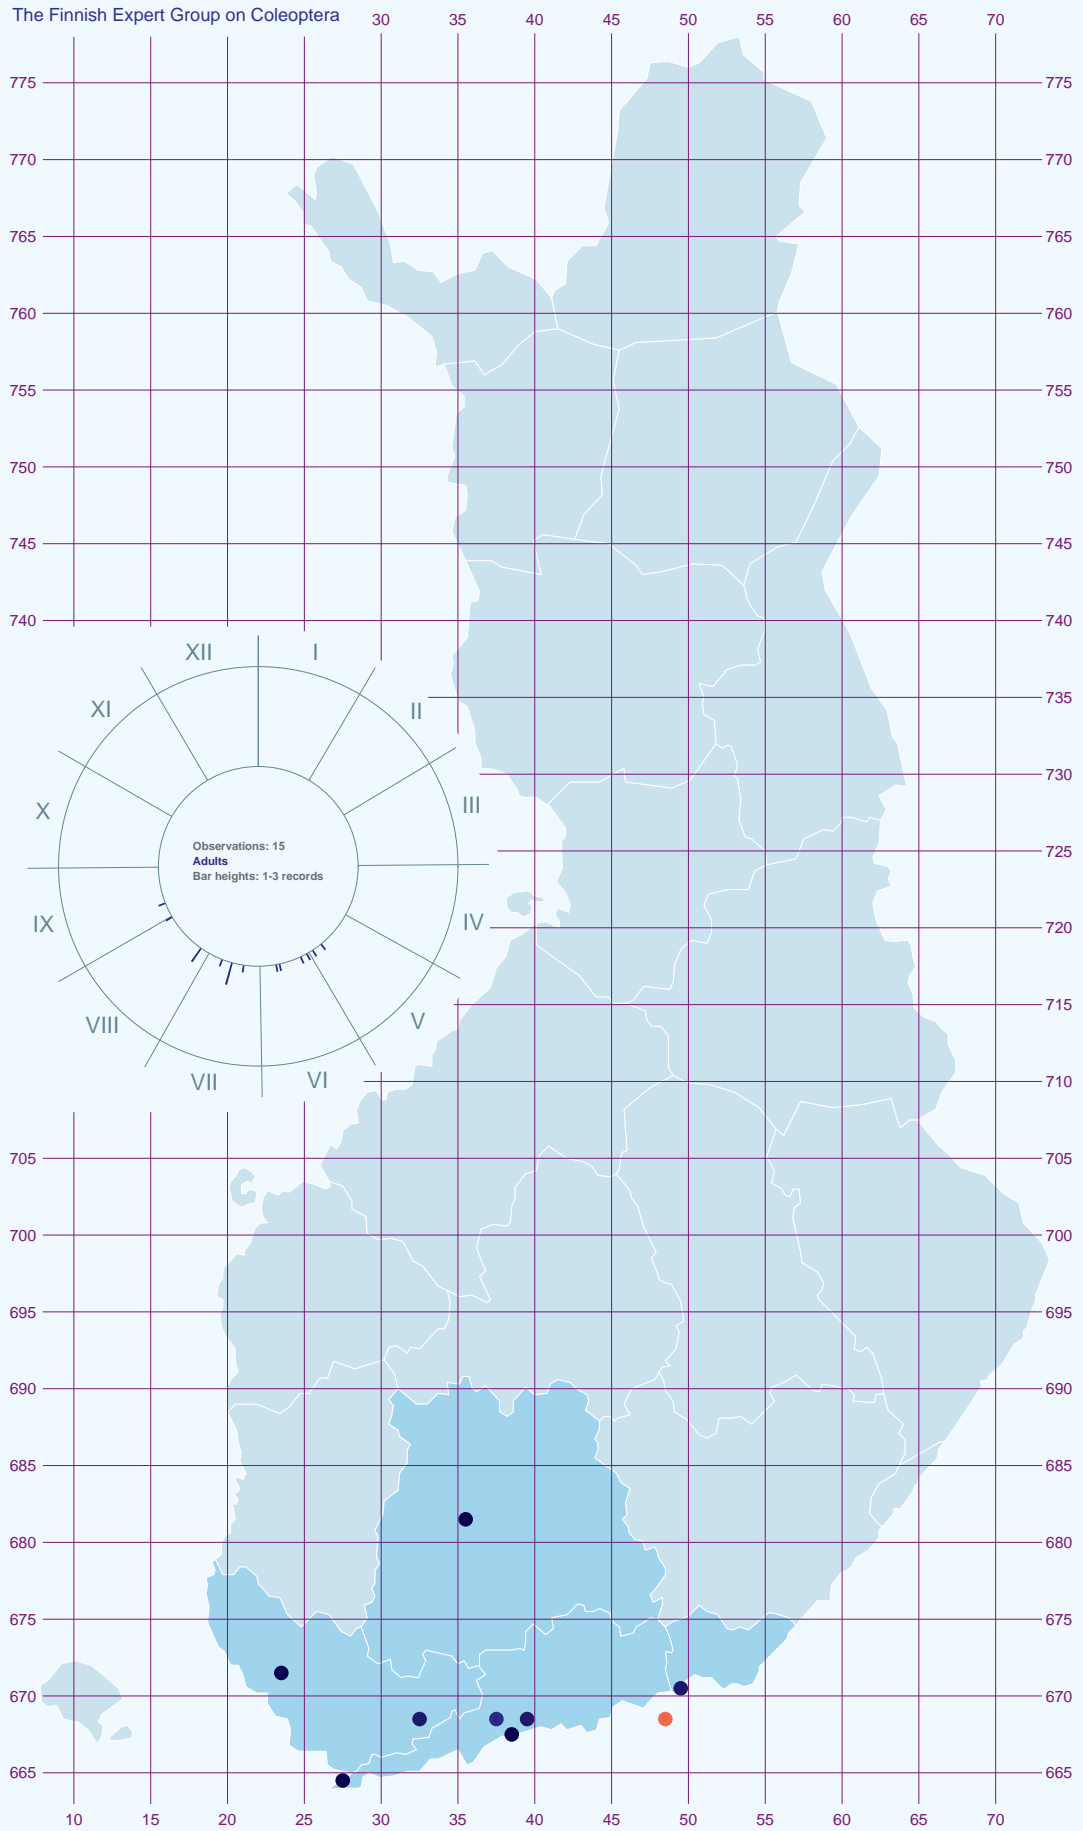 The Finnish Expert Group on Coleoptera
30 40 45 50 55 60 65 70
775 775
770 770
765 765
760 760
755 755
750 750
745 745
740 740
XII I
XI II
735
730
X III
725
Observations: 15
Adults
Bar heights: 1-3 records
IX IV
720
715
VIII V
VII VI
710
705 705
700 700
695 695
690 690
685 685
680 680
675 675
670 670
665 665
10 15 20 25 30 35 40 45 50 55 60 65 70